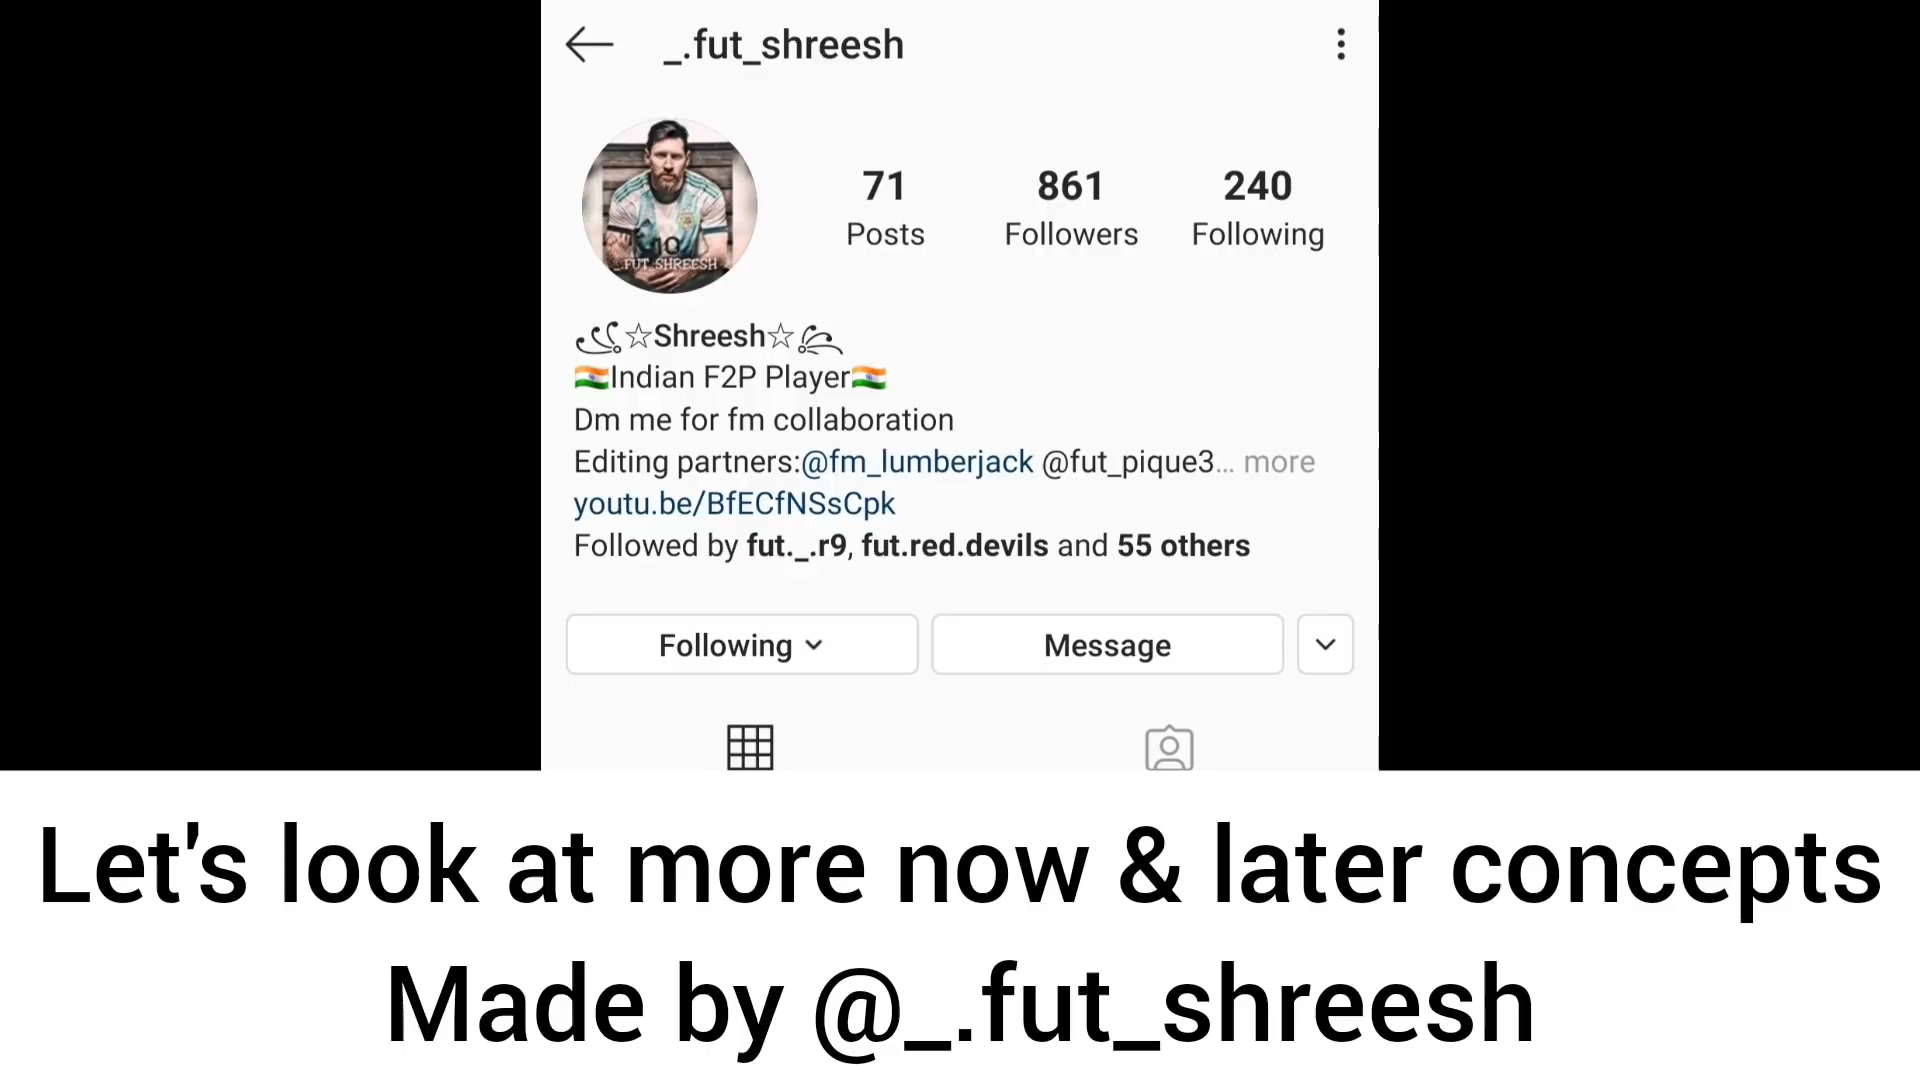 _.fut_shreesh
71
861
240
Posts
Followers
Following
10
_.FUT_SHREESH
☆Shreesh☆
🇮🇳Indian F2P Player🇮🇳
Dm me for fm collaboration
Editing partners:@fm_lumberjack @fut_pique3... more
youtu.be/BfECfNSsCpk
Followed by fut._.r9, fut.red.devils and 55 others
Following
Message
Let's look at more now & later concepts
Made by @_.fut_shreesh